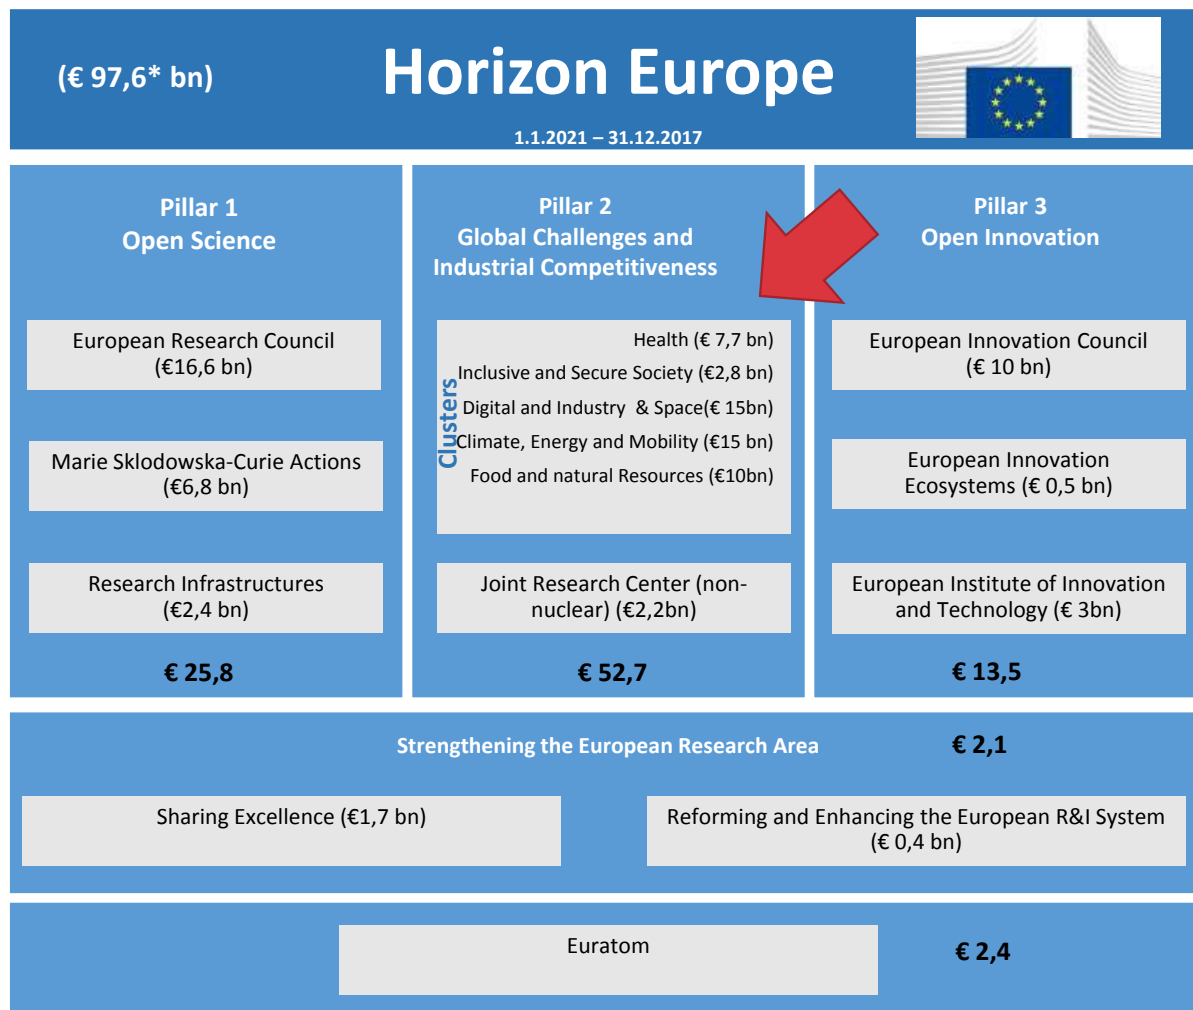 (€ 97,6* bn)
Horizon Europe
1.1.2021 – 31.12.2017
Pillar 1
Open Science
European Research Council
(€16,6 bn)
Marie Sklodowska-Curie Actions
(€6,8 bn)
Research Infrastructures
(€2,4 bn)
€ 25,8
Pillar 2
Global Challenges and
Industrial Competitiveness
Clusters
Health (€ 7,7 bn)
Inclusive and Secure Society (€2,8 bn)
Digital and Industry & Space(€ 15bn)
Climate, Energy and Mobility (€15 bn)
Food and natural Resources (€10bn)
Joint Research Center (non-
nuclear) (€2,2bn)
€ 52,7
Pillar 3
Open Innovation
European Innovation Council
(€ 10 bn)
European Innovation
Ecosystems (€ 0,5 bn)
European Institute of Innovation
and Technology (€ 3bn)
€ 13,5
Strengthening the European Research Area
€ 2,1
Sharing Excellence (€1,7 bn)
Reforming and Enhancing the European R&I System
(€ 0,4 bn)
Euratom
€ 2,4